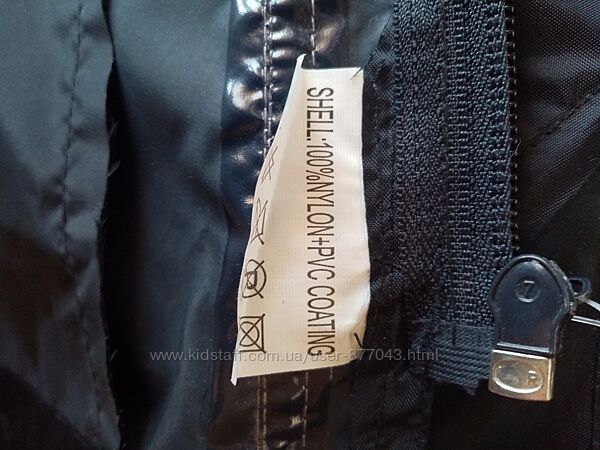 SHELL:100%NYLON+PVC COATING
www.kidstaff.com.ua/user-877043.html